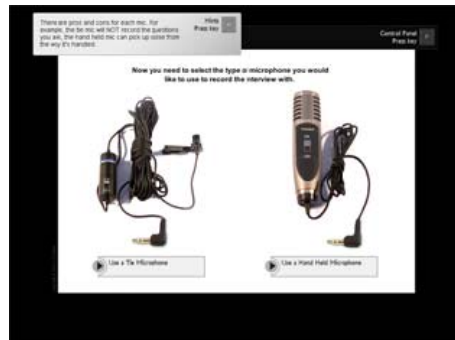 There are pros and cons for each mic. For
example, the tie mic will NOT record the questions
you ask, the hand held mic can pick up noise from
the way it's handled.
Hints
Press key
Control Panel
Press key
Now you need to select the type of microphone you would
like to use to record the interview with.
Use a Tie Microphone
Use a Hand Held Microphone